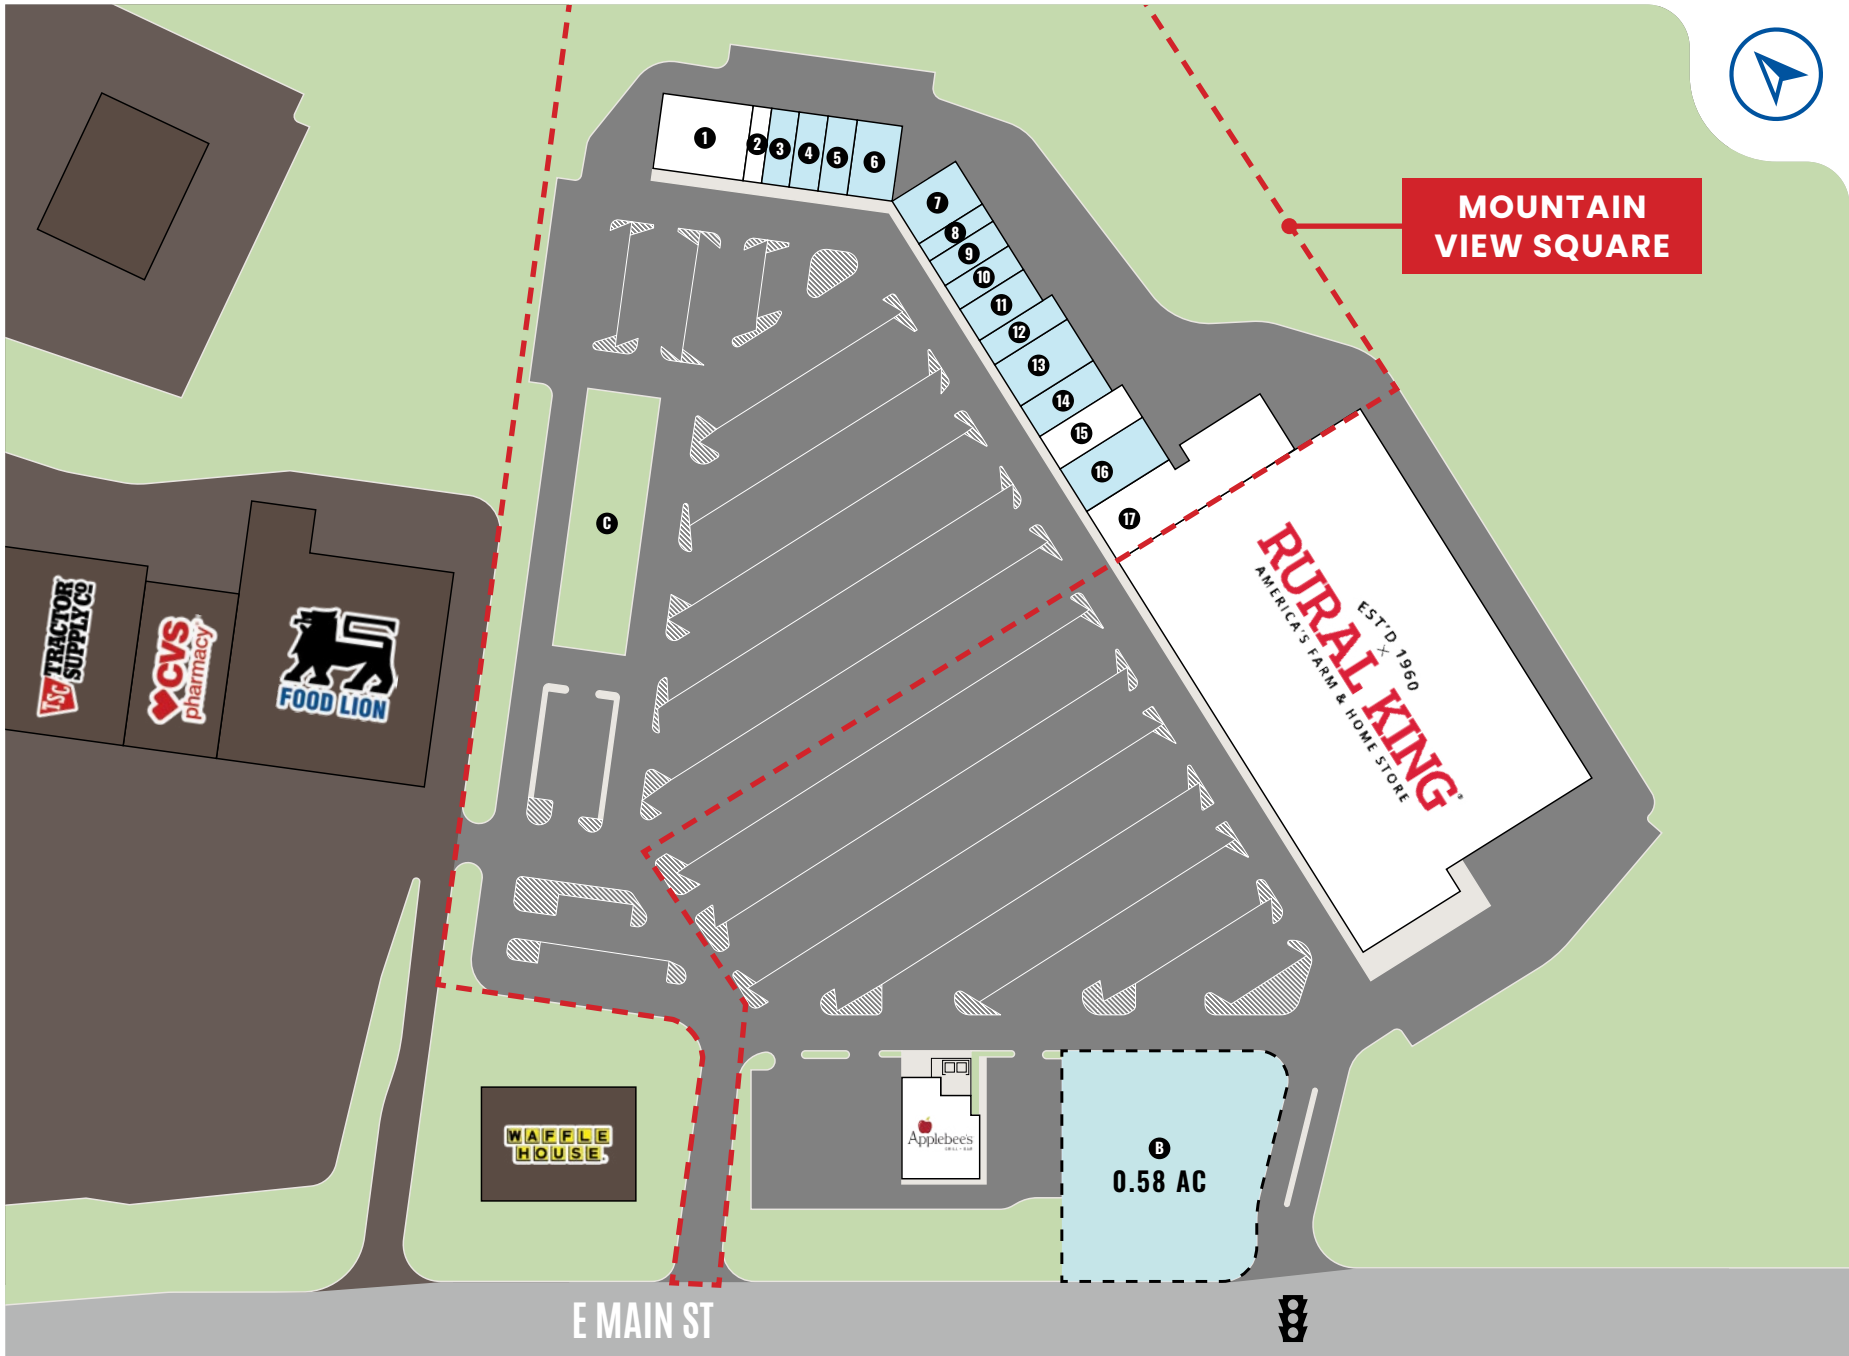 MOUNTAIN
VIEW SQUARE
1
2
3
4
5
6
7
8
9
10
11
12
13
14
15
16
17
C
TSC TRACTOR
SUPPLY CO
CVS
pharmacy
FOOD LION
EST'D 1960
RURAL KING
AMERICA'S FARM & HOME STORE
WAFFLE
HOUSE
Applebee's
GRILL + BAR
B
0.58 AC
E MAIN ST